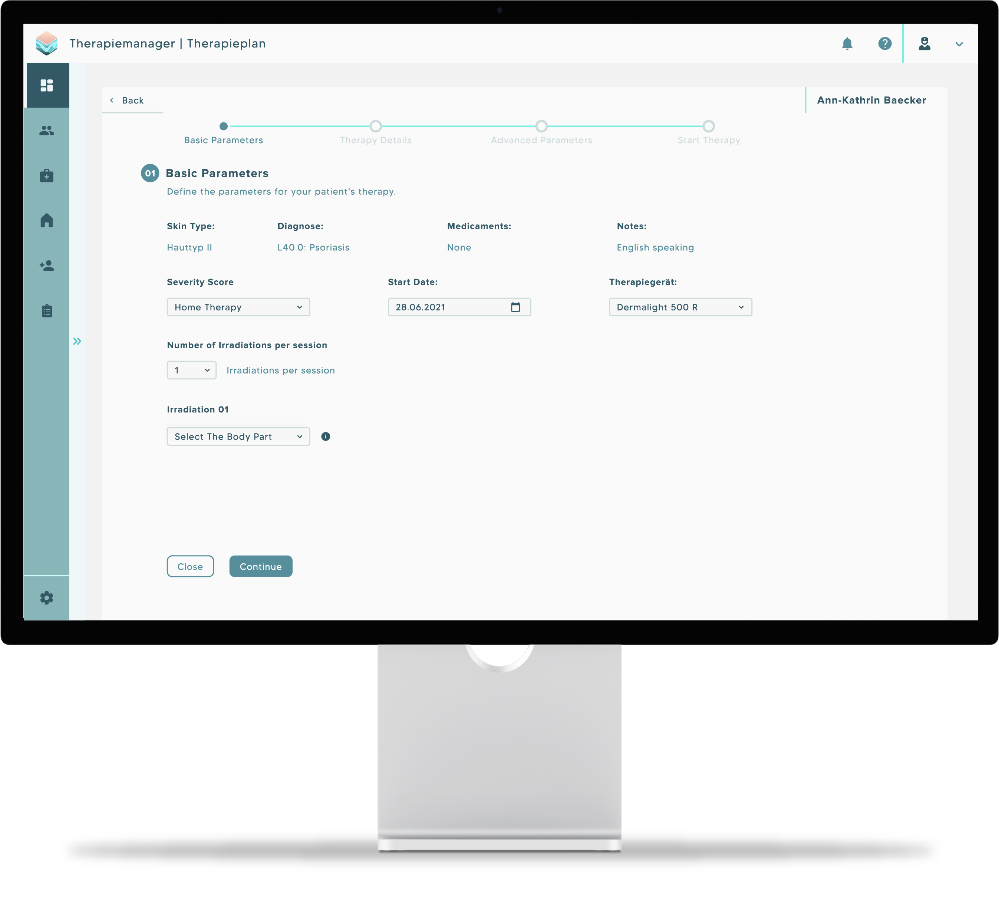 Therapiemanager | Therapieplan
Back
Ann-Kathrin Baecker
Basic Parameters
Therapy Details
Advanced Parameters
Start Therapy
01 Basic Parameters
Define the parameters for your patient's therapy.
Skin Type:
Diagnose:
Medicaments:
Notes:
Hauttyp II
L40.0: Psoriasis
None
English speaking
Severity Score
Start Date:
Therapiegerät:
Home Therapy
28.06.2021
Dermalight 500 R
Number of Irradiations per session
1
Irradiations per session
Irradiation 01
Select The Body Part
Close
Continue